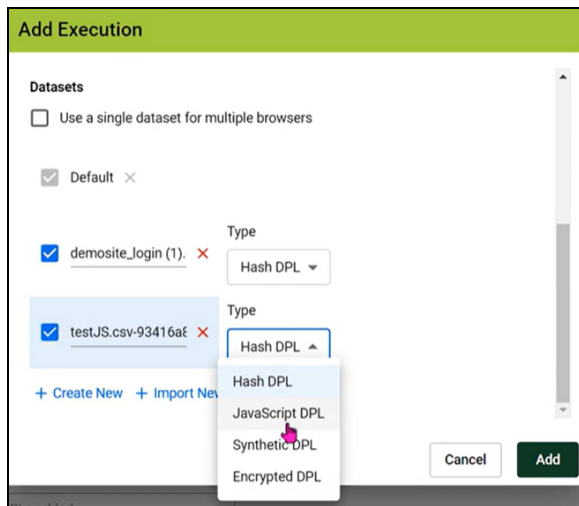 Add Execution
Datasets
Use a single dataset for multiple browsers
Default
Type
demosite_login (1).
Hash DPL
Type
testJS.csv-93416a8
Hash DPL
Hash DPL
+ Create New + Import New
JavaScript DPL
Synthetic DPL
Encrypted DPL
Cancel
Add